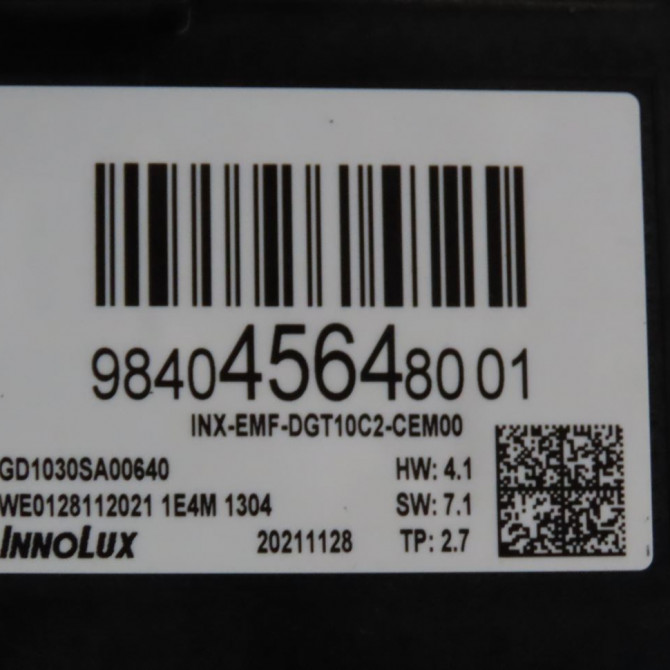 9840456480 01
INX-EMF-DGT10C2-CEM00
GD1030SA00640
HW: 4.1
WE0128112021 1E4M 1304
SW: 7.1
INNOLUX
20211128
TP: 2.7